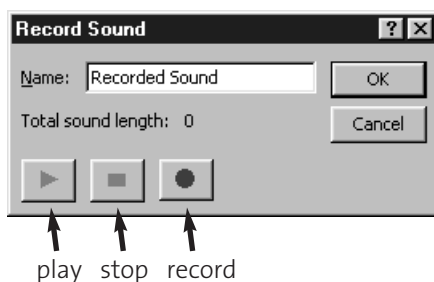 Record Sound
Name: Recorded Sound OK
Total sound length: 0 Cancel
play stop record